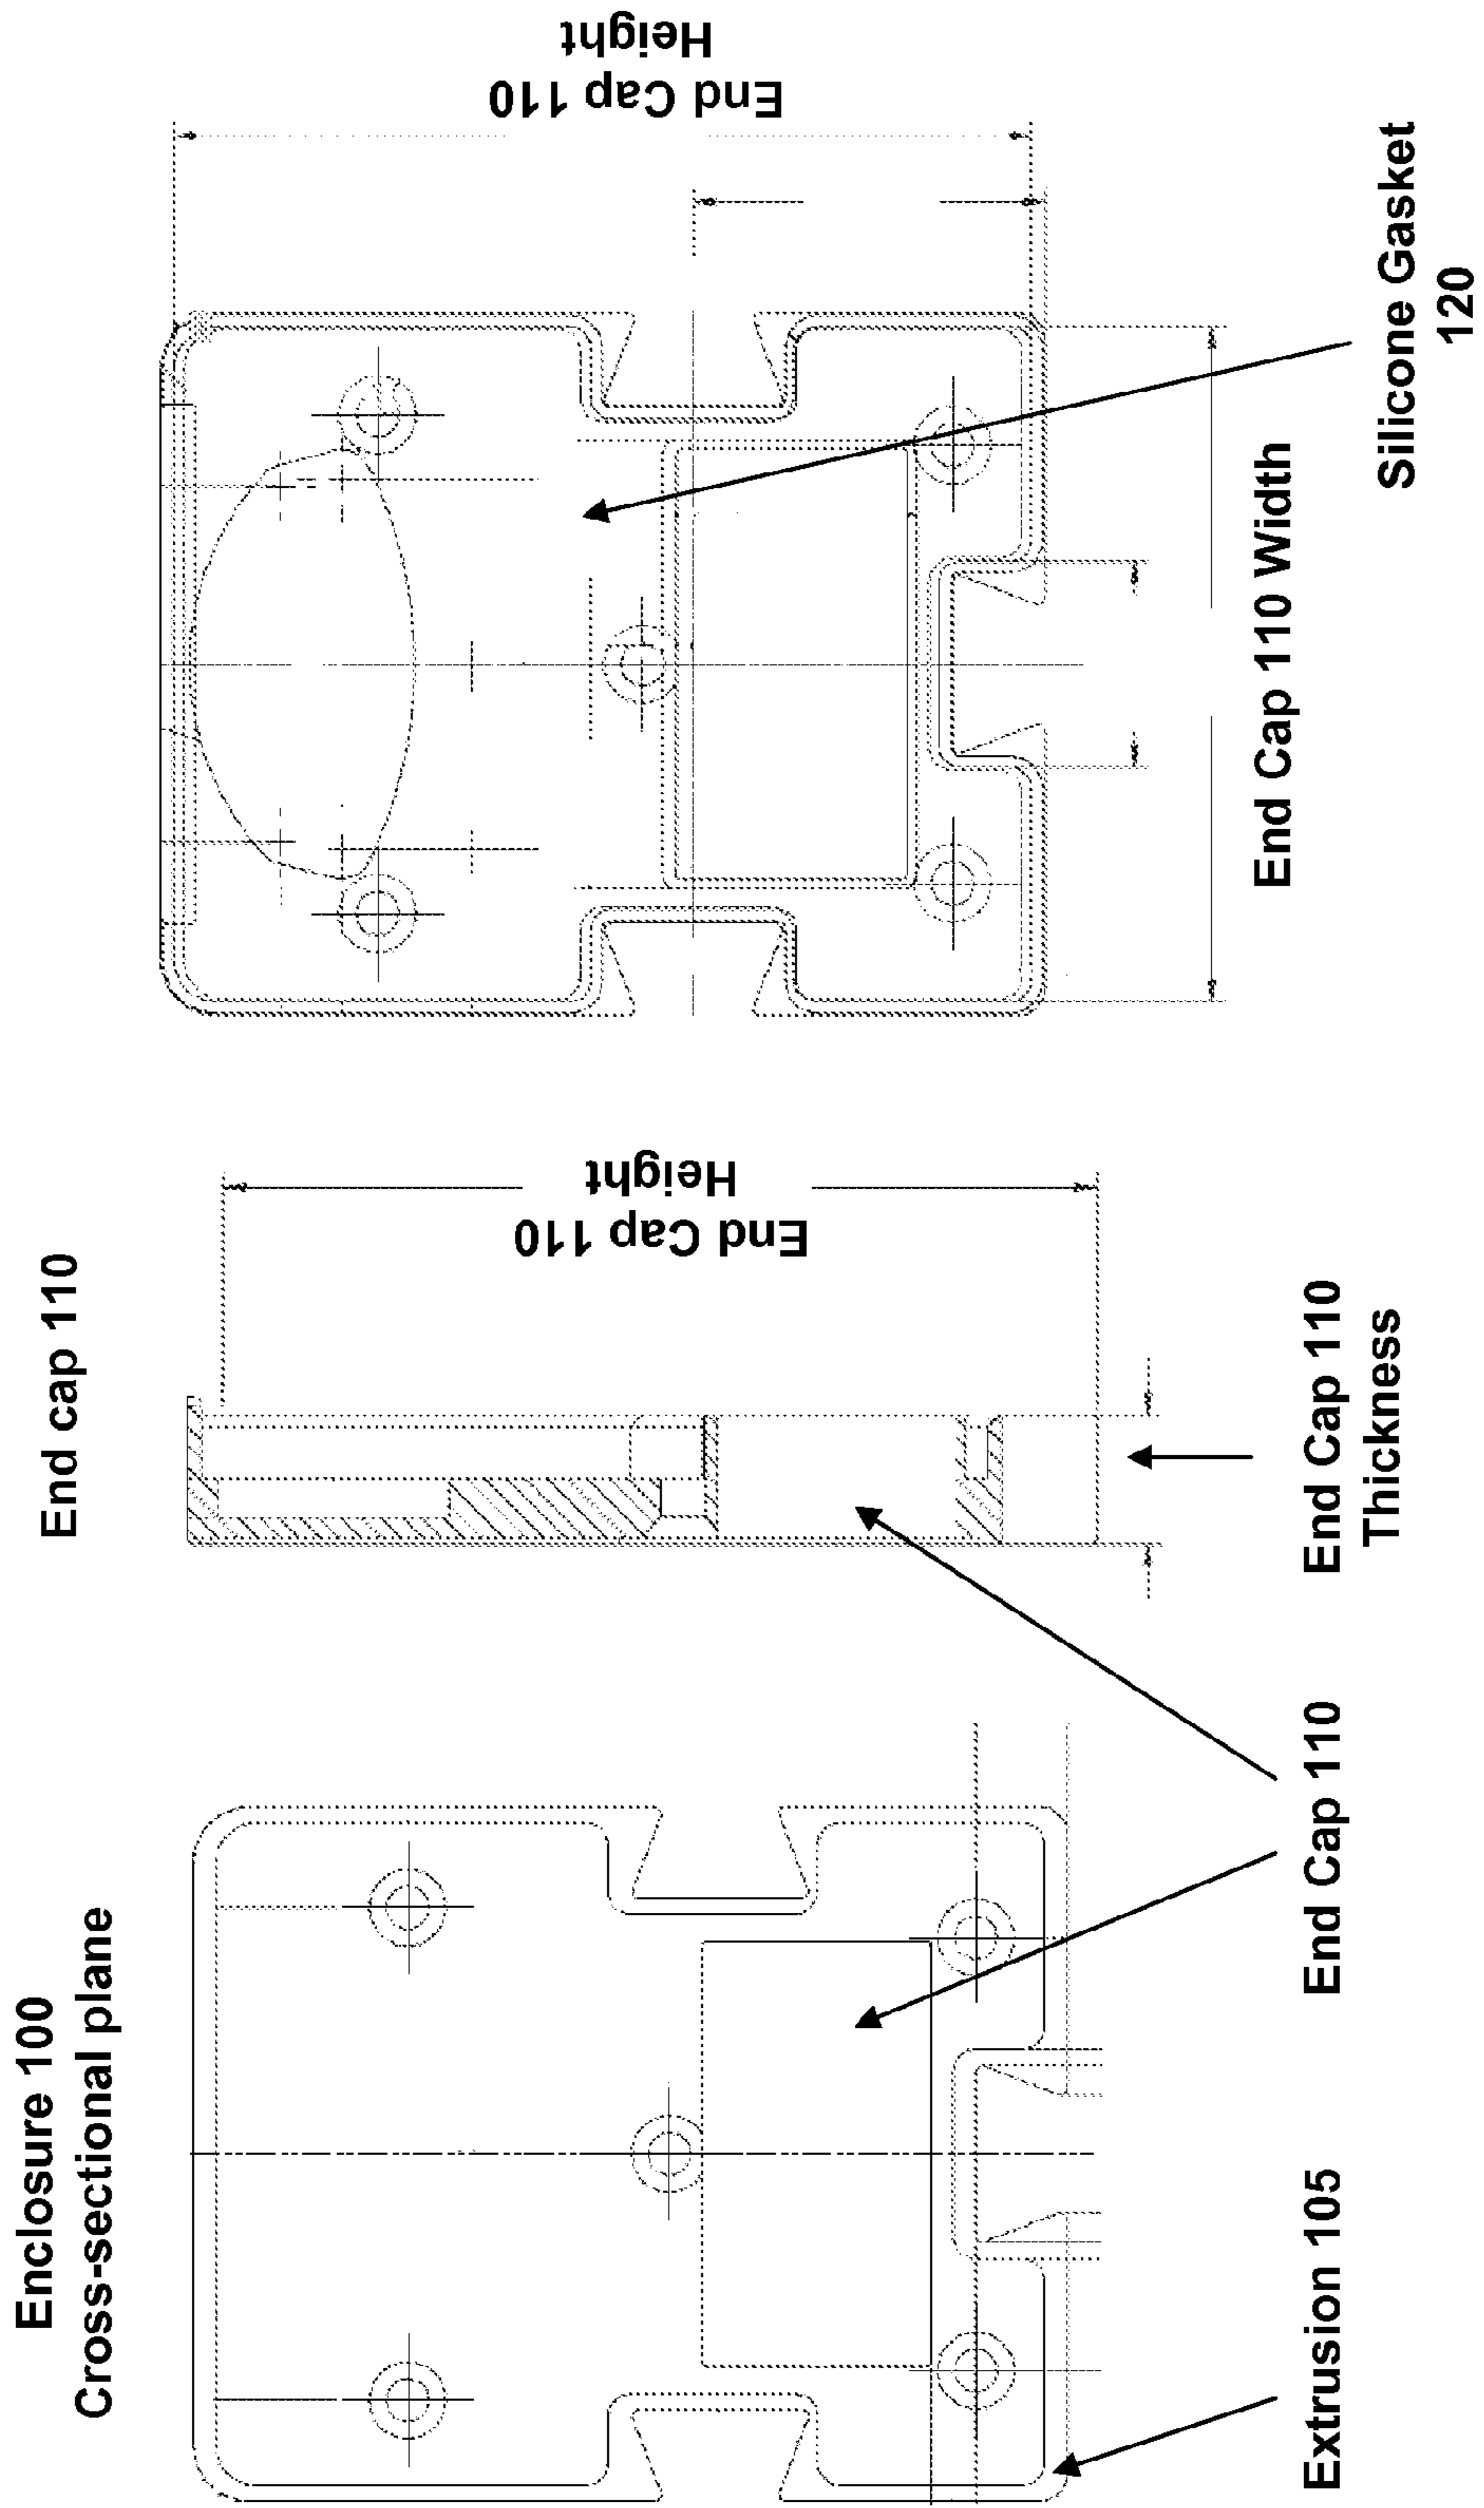 Enclosure 100
Cross-sectional plane
End cap 110
End Cap 110
Height
End Cap 110
Height
Extrusion 105
End Cap 110
End Cap 110
Thickness
End Cap 110 Width
Silicone Gasket
120